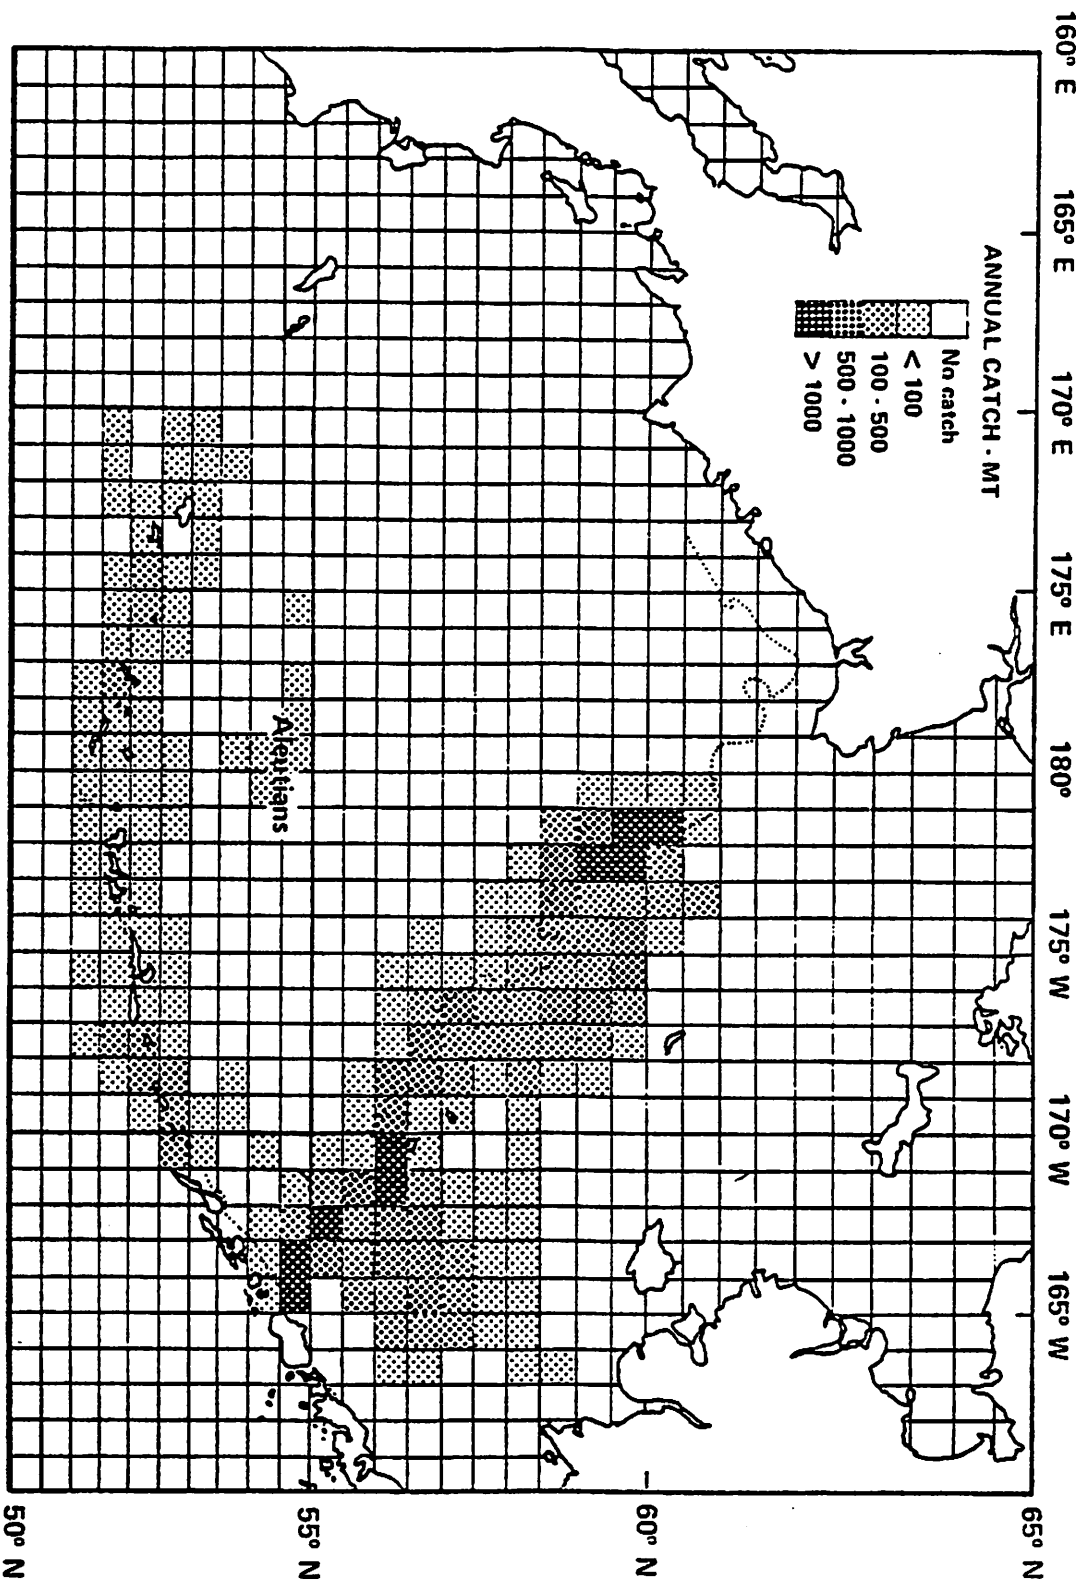 160° E
165° E
170° E
175° E
180°
175° W
170° W
165° W
65° N
60° N
55° N
50° N
ANNUAL CATCH - MT
No catch
< 100
100 - 500
500 - 1000
> 1000
Aleutians